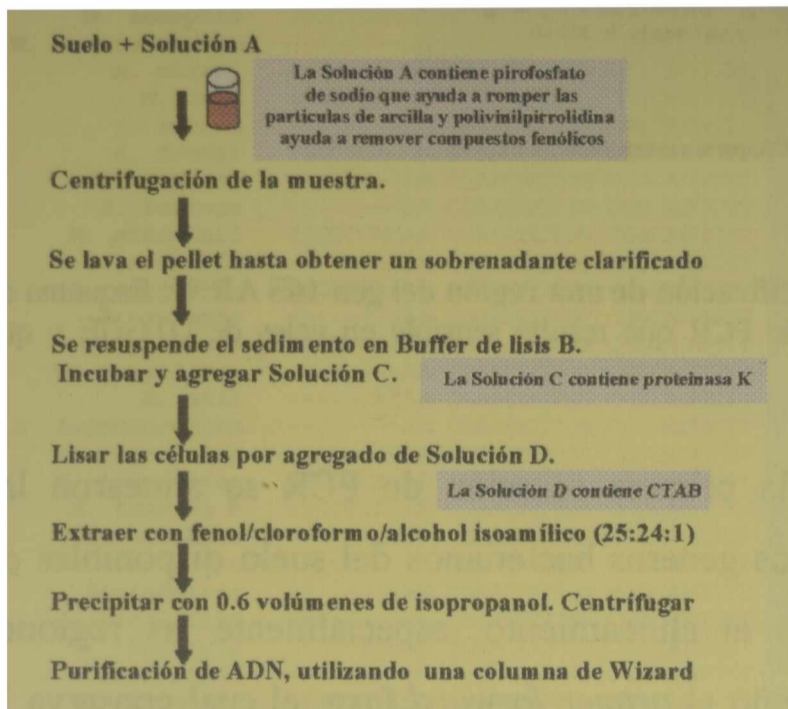 Suelo + Solución A
La Solución A contiene pirofosfato
de sodio que ayuda a romper las
particulas de arcilla y polivinilpirrolidina
ayuda a remover compuestos fenólicos
Centrifugación de la muestra.
Se lava el pellet hasta obtener un sobrenadante clarificado
Se resuspende el sedimento en Buffer de lisis B.
Incubar y agregar Solución C.
La Solución C contiene proteinasa K
Lisar las células por agregado de Solución D.
La Solución D contiene CTAB
Extraer con fenol/cloroformo/alcohol isoamílico (25:24:1)
Precipitar con 0.6 volúmenes de isopropanol. Centrífugar
Purificación de ADN, utilizando una columna de Wizard